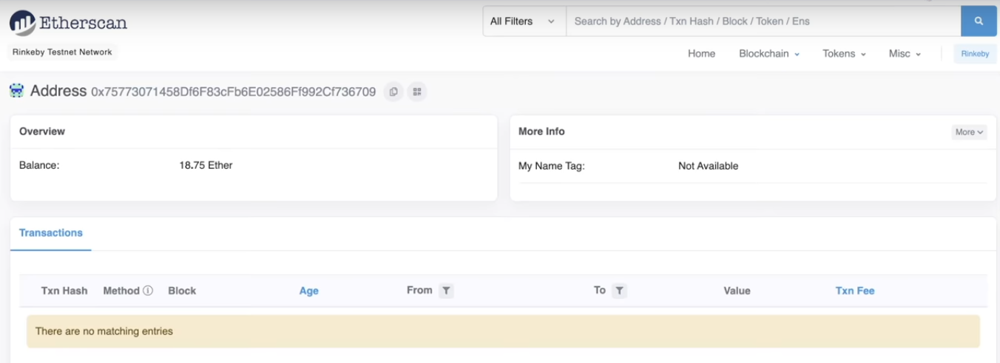 Etherscan
All Filters
Search by Address / Txn Hash / Block / Token / Ens
Rinkeby Testnet Network
Home Blockchain Tokens Misc Rinkeby
Address 0x75773071458Df6F83cFb6E02586Ff992Cf736709
Overview
Balance: 18.75 Ether
More Info
More
My Name Tag: Not Available
Transactions
Txn Hash Method Block Age From To Value Txn Fee
There are no matching entries